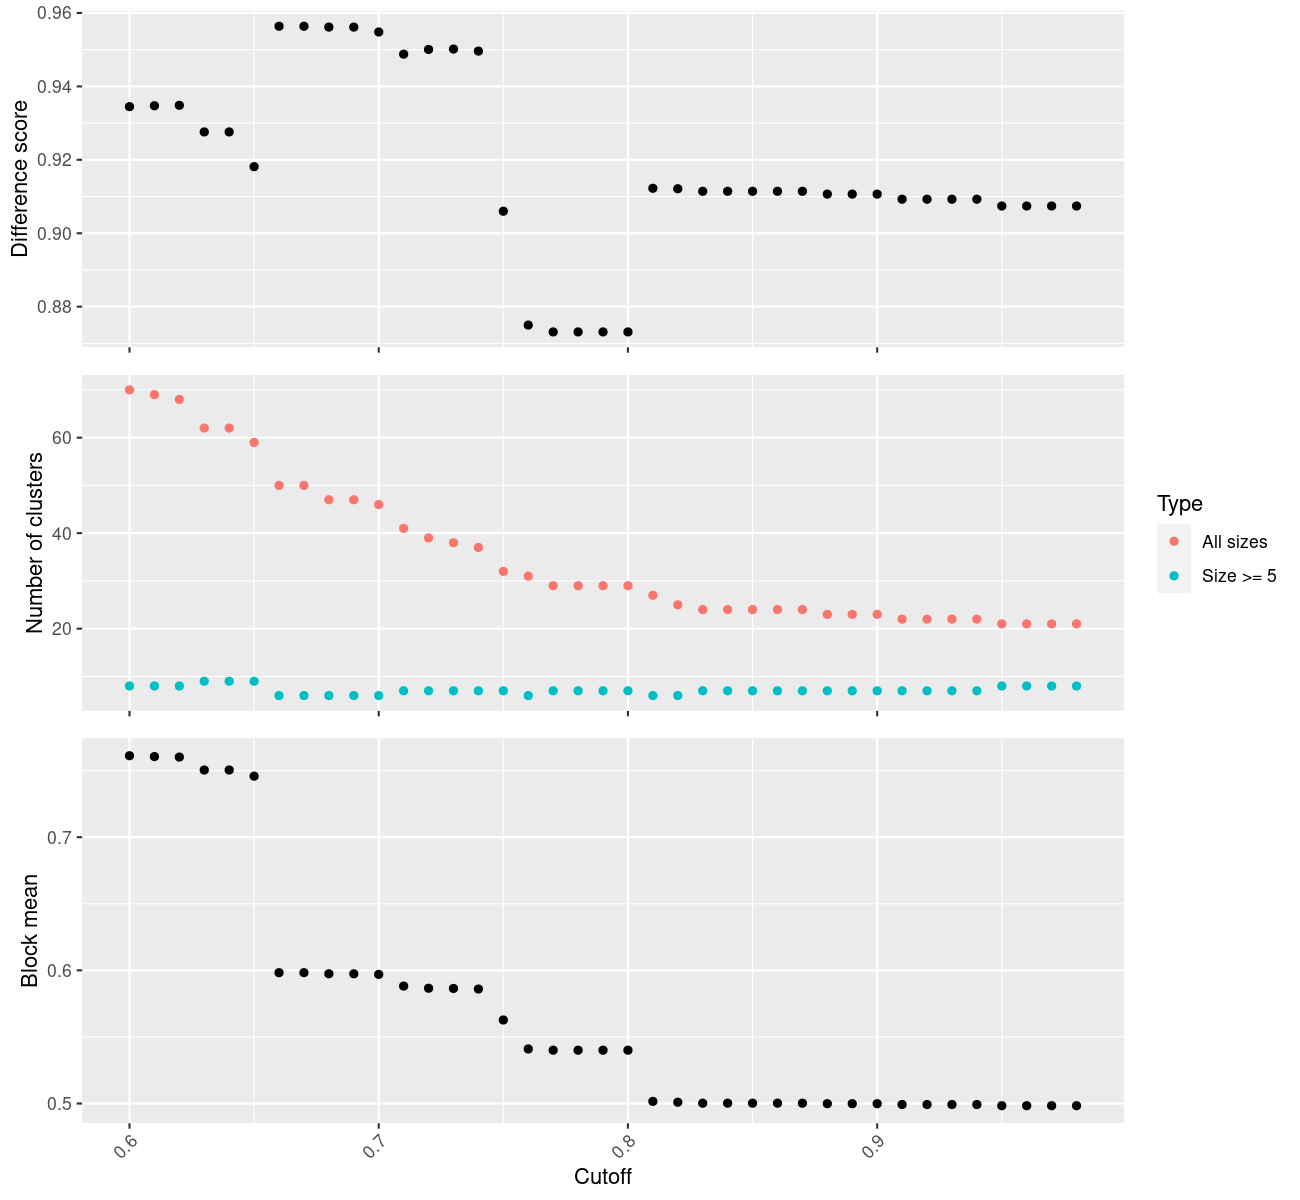 0.96
0.94
0.92
0.90
0.88
Difference score
60
40
20
Number of clusters
Type
All sizes
Size >= 5
0.7
0.6
0.5
Block mean
0.6 0.7 0.8 0.9
Cutoff